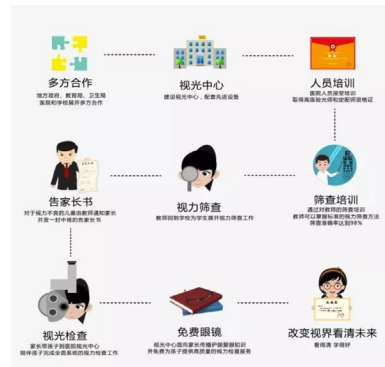 多方合作
地方政府、教育局、卫生局
医院和学校展开多方合作
视光中心
建设视光中心，配套先进设备
人员培训
医院人员接受培训
取得高级验光师和定配师资格证
告家长书
对于视力不良的儿童由教师通知家长
并发一封中肯的告家长书
视力筛查
教师回到学校为学生展开视力筛查工作
筛查培训
通过对教师的筛查培训
教师可以掌握标准的视力筛查方法
筛查准确率达到98%
视光检查
家长带孩子到医院视光中心
陪伴孩子完成全面系统的视力检查工作
免费眼镜
视光中心面向家长传播护眼爱眼知识
并免费为孩子提供高质量的视力检查服务
改变视界看清未来
看得清 学得好